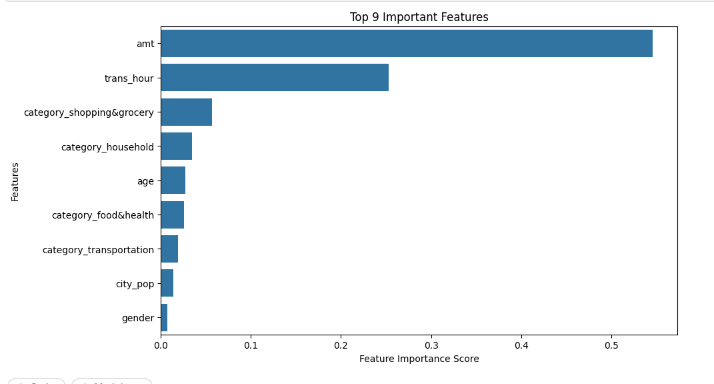 Top 9 Important Features
amt
trans_hour
category_shopping&grocery
category_household
age
category_food&health
category_transportation
city_pop
gender
Features
0.0 0.1 0.2 0.3 0.4 0.5
Feature Importance Score